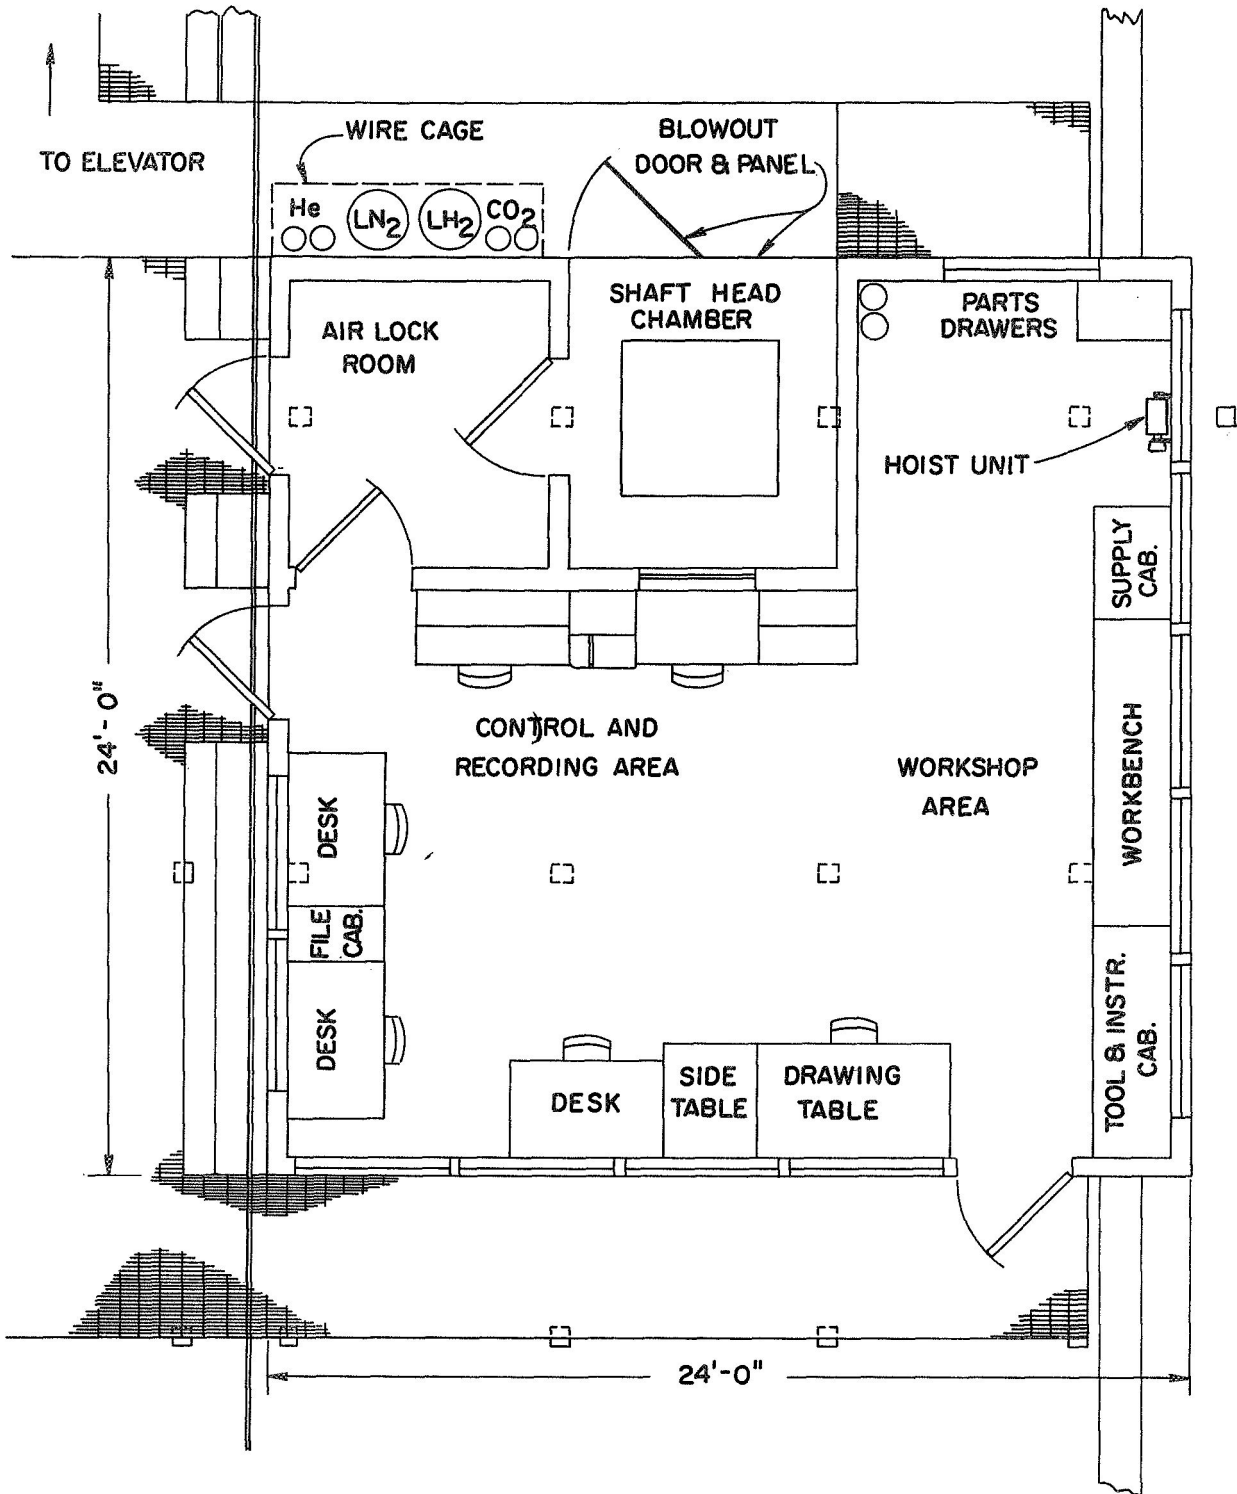 WIRE CAGE
BLOWOUT
DOOR & PANEL
TO ELEVATOR
He
LN2
LH2
CO2
SHAFT HEAD
CHAMBER
PARTS
DRAWERS
AIR LOCK
ROOM
HOIST UNIT
SUPPLY
CAB.
24'-0"
CONTROL AND
RECORDING AREA
WORKSHOP
AREA
WORKBENCH
DESK
FILE
CAB.
DESK
TOOL & INSTR.
CAB.
DESK
SIDE
TABLE
DRAWING
TABLE
24'-0"